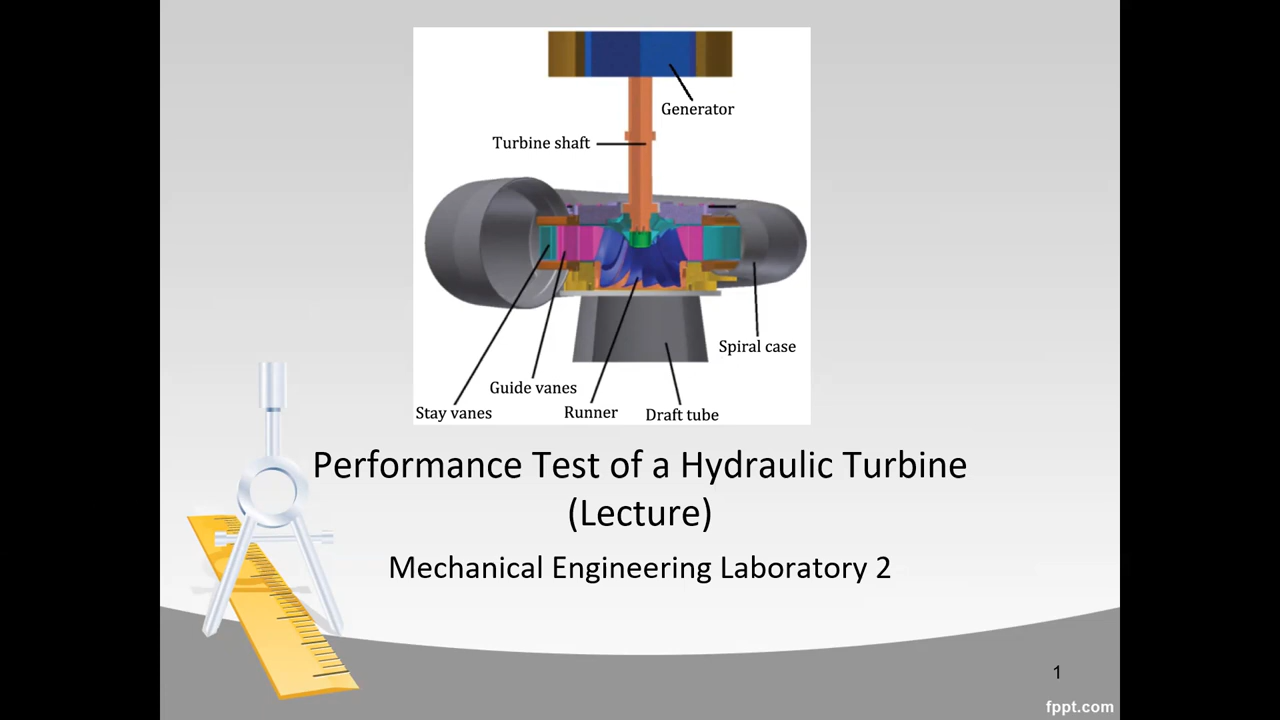 Generator
Turbine shaft
Spiral case
Guide vanes
Stay vanes
Runner
Draft tube
Performance Test of a Hydraulic Turbine
(Lecture)
Mechanical Engineering Laboratory 2
1
fppt.com